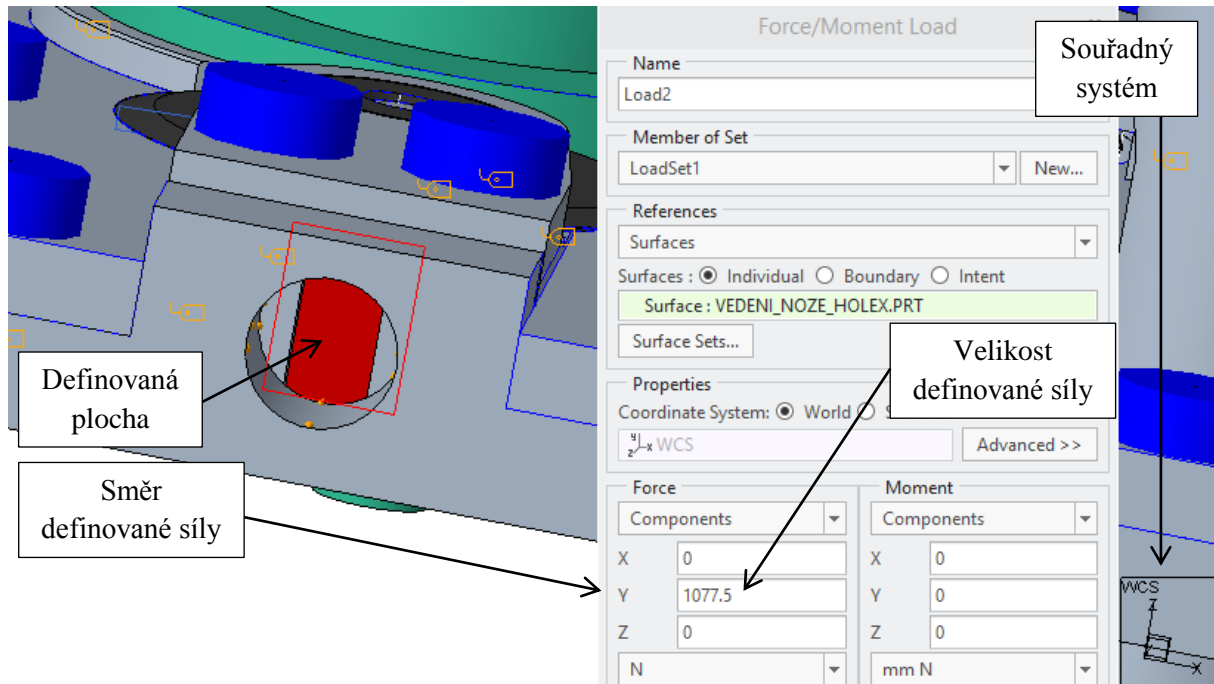 Force/Moment Load
Souřadný
systém
Name
Load2
Member of Set
LoadSet1
New...
References
Surfaces
Surfaces : Individual Boundary Intent
Surface : VEDENI_NOZE_HOLEX.PRT
Surface Sets...
Velikost
definované síly
Definovaná
plocha
Properties
Coordinate System: World
WCS
Advanced >>
Směr
definované síly
Force
Moment
Components
Components
X 0
X 0
Y 1077.5
Y 0
Z 0
Z 0
N
mm N
WCS
X